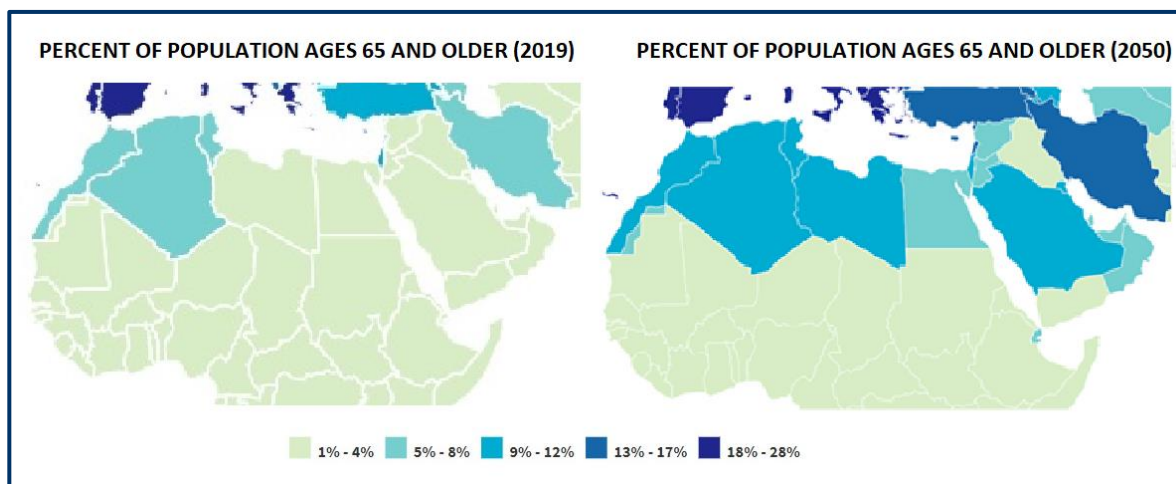 PERCENT OF POPULATION AGES 65 AND OLDER (2019)
PERCENT OF POPULATION AGES 65 AND OLDER (2050)
1% - 4% 5% - 8% 9% - 12% 13% - 17% 18% - 28%